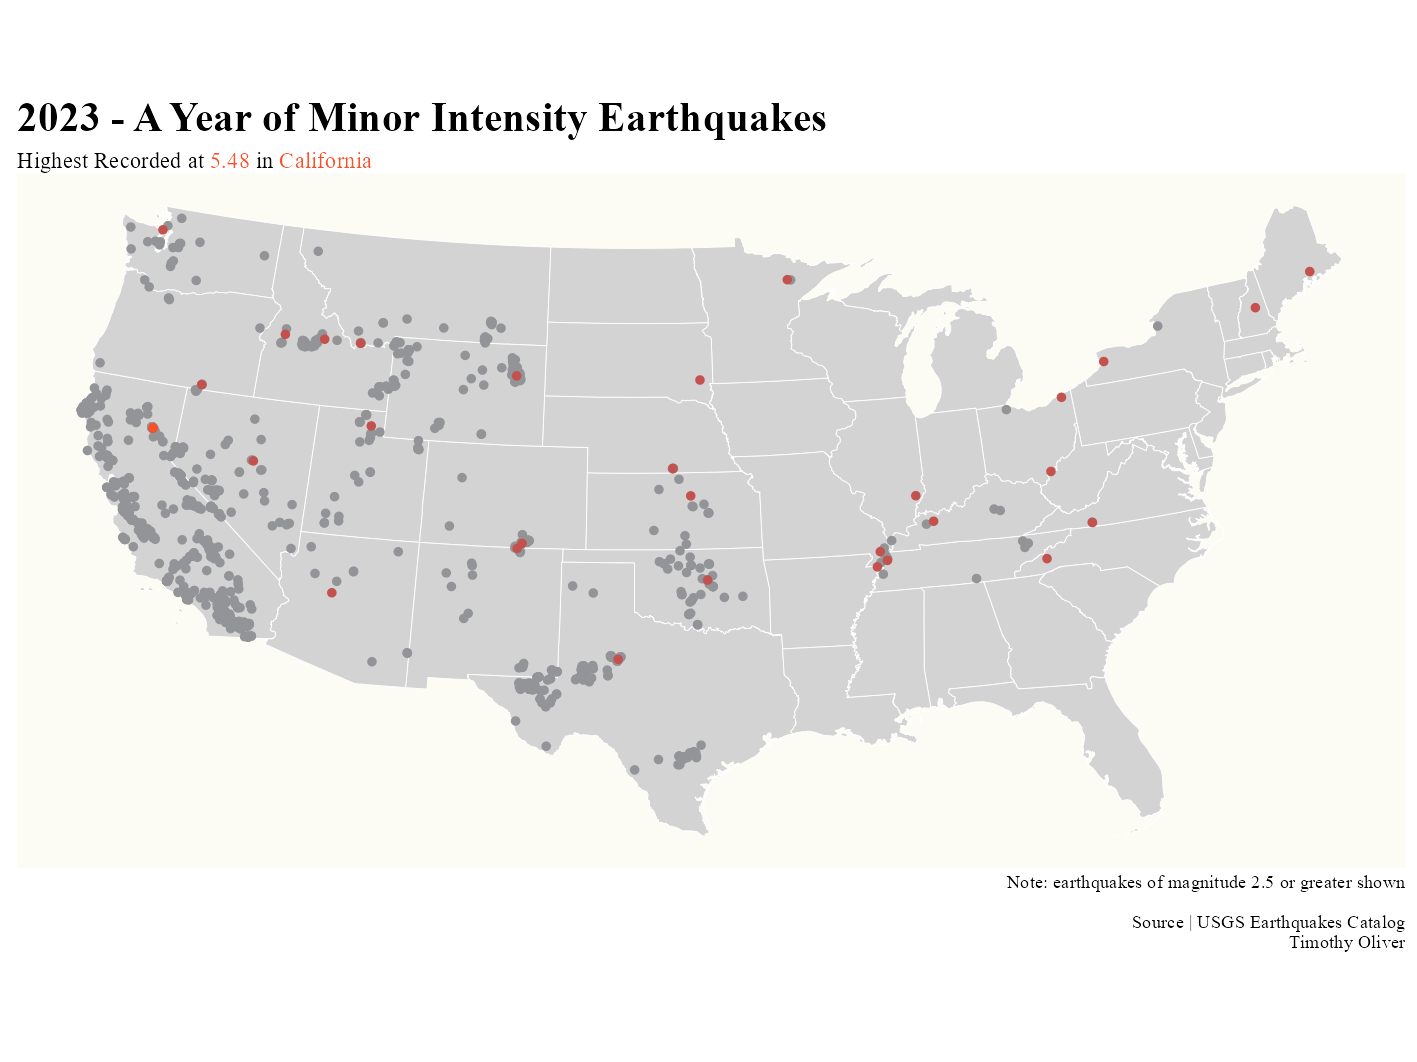 2023 - A Year of Minor Intensity Earthquakes
Highest Recorded at 5.48 in California
Note: earthquakes of magnitude 2.5 or greater shown
Source | USGS Earthquakes Catalog
Timothy Oliver